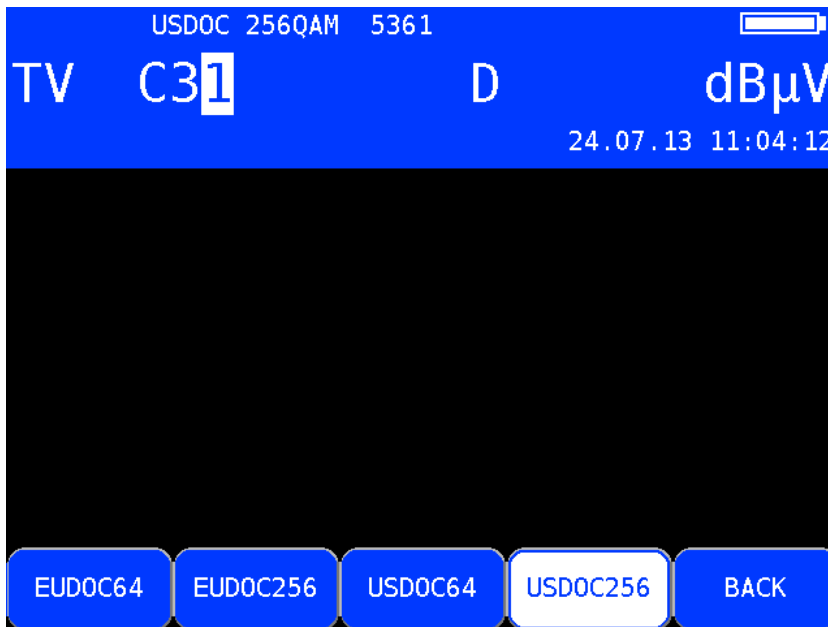 USDOC 256QAM 5361
TV C31 D dBµV
24.07.13 11:04:12
EUDOC64 EUDOC256 USDOC64 USDOC256 BACK